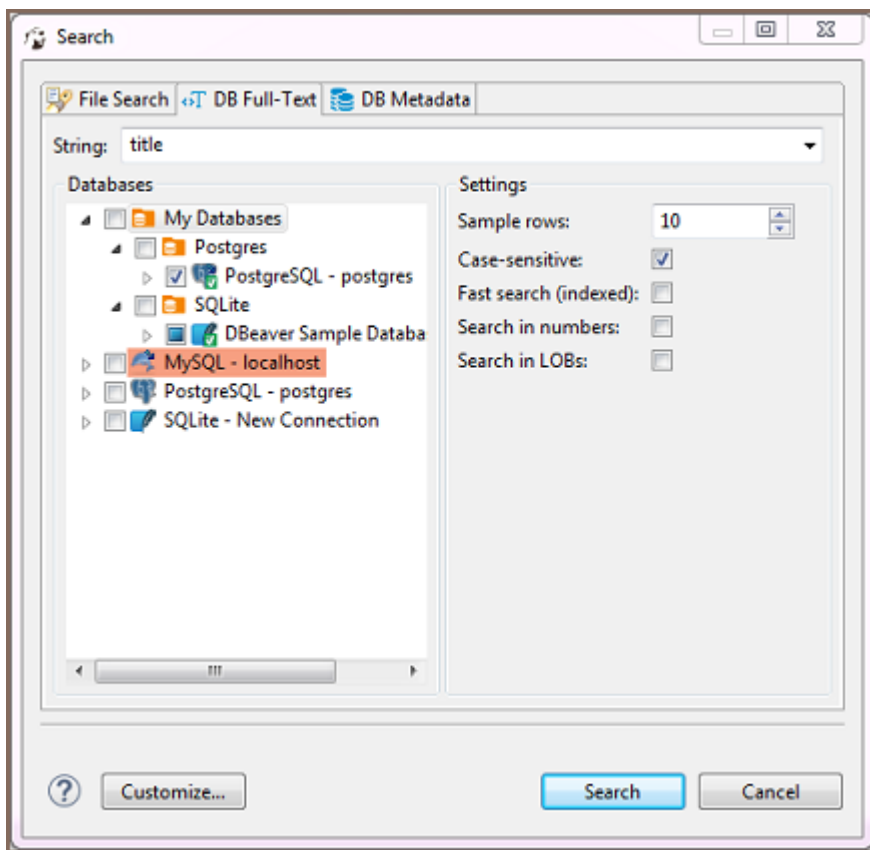 Search
File Search DB Full-Text DB Metadata
String: title
Databases
My Databases
Postgres
PostgreSQL - postgres
SQLite
DBeaver Sample Databa
MySQL - localhost
PostgreSQL - postgres
SQLite - New Connection
Settings
Sample rows: 10
Case-sensitive:
Fast search (indexed):
Search in numbers:
Search in LOBs:
? Customize... Search Cancel